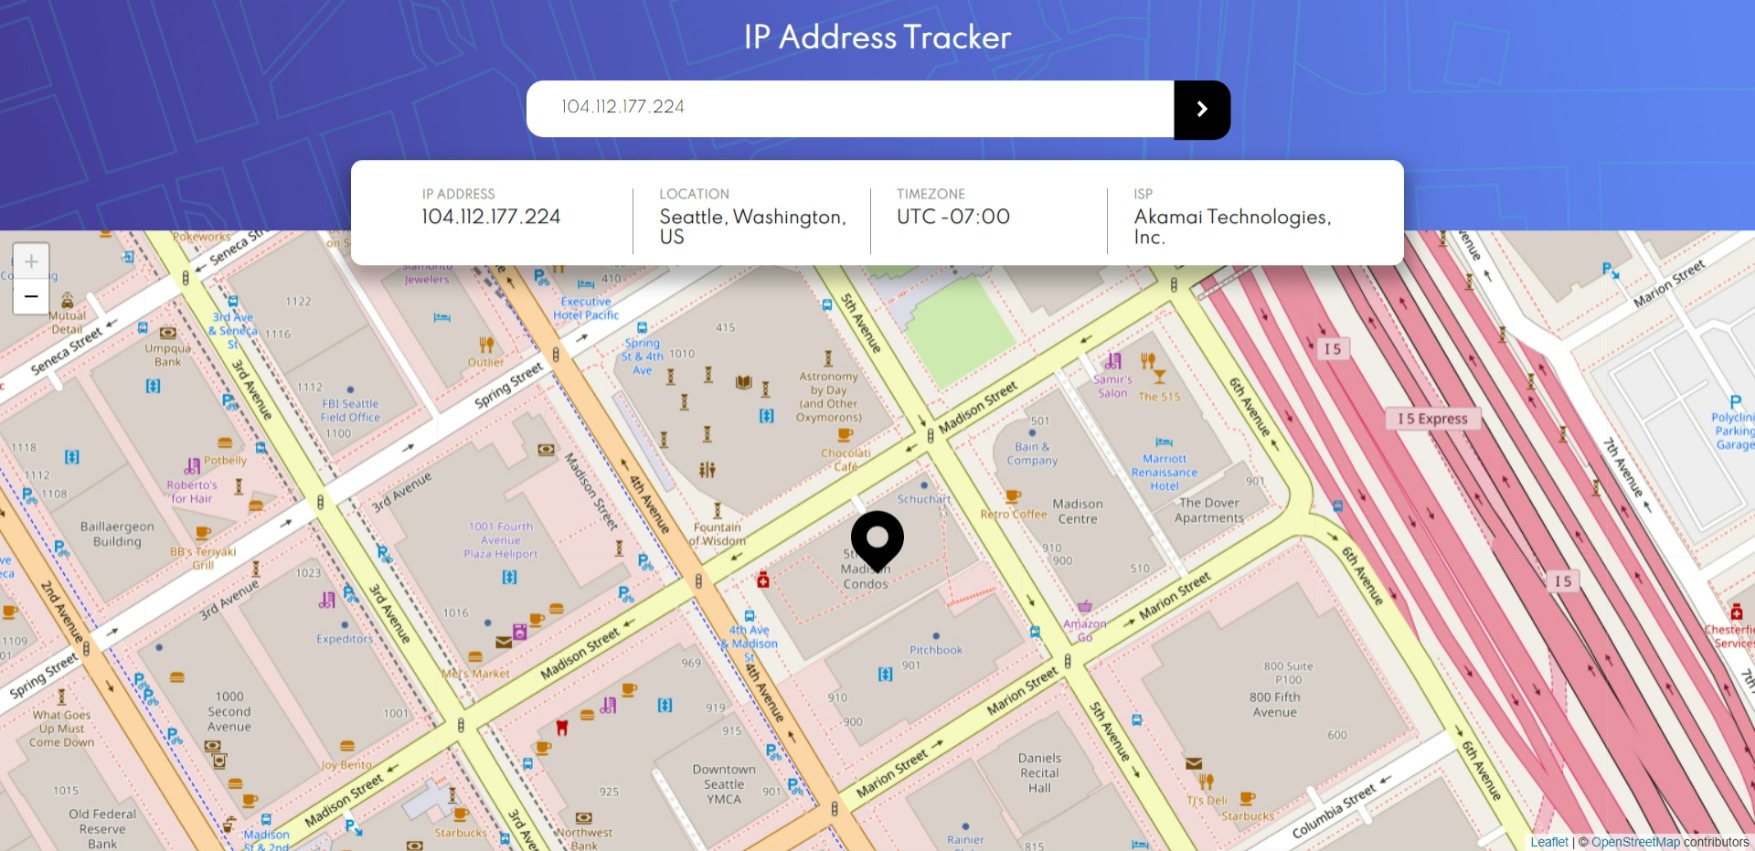 IP Address Tracker
104.112.177.224
IP ADDRESS
104.112.177.224
LOCATION
Seattle, Washington,
US
TIMEZONE
UTC -07:00
ISP
Akamai Technologies,
Inc.
+
−
Pokeworks
Seneca
Mutual
Detail
Seneca Street
Umpqua
Bank
3rd Ave
& Seneca
St
1122
1116
1112
FBI Seattle
Field Office
1100
3rd Avenue
Jewelers
Outlier
Executive
Hotel Pacific
410
Spring Street
Spring
St & 4th
Ave
415
1010
Astronomy
by Day
(and Other
Oxymorons)
Chocolati
Café
5th Avenue
Madison Street
Samir's
Salon
The 515
501
Bain &
Company
Marriott
Renaissance
Hotel
6th Avenue
I 5
I 5 Express
Marion Street
7th Avenue
Parking
Garage
1118
1112
1108
Potbelly
Roberto's
for Hair
Baillaergeon
Building
BB's Teriyaki
Grill
3rd Avenue
Madison Street
4th Avenue
1001 Fourth
Avenue
Plaza Heliport
Fountain
of Wisdom
Schuchart
Retro Coffee
Madison
Centre
The Dover
Apartments
901
910
900
510
Madison
Condos
2nd Avenue
3rd Avenue
1023
Expeditors
3rd Avenue
1016
Mel's Market
Madison Street
4th Ave
& Madison
St
4th Avenue
Pitchbook
901
Amazon
Go
Marion Street
6th Avenue
I 5
Services
1109
Spring Street
What Goes
Up Must
Come Down
1000
Second
Avenue
1001
969
919
915
910
900
Marion Street
5th Avenue
800 Suite
P100
800 Fifth
Avenue
600
6th Avenue
7th
Joy Bento
Madison Street
1015
Old Federal
Reserve
Bank
Madison
St & 2nd
Starbucks
3rd Ave
925
Northwest
Bank
Downtown
Seattle
YMCA
901
Marion Street
Daniels
Recital
Hall
Rainier
815
TJ's Deli
Starbucks
Columbia Street
Leaflet | © OpenStreetMap contributors